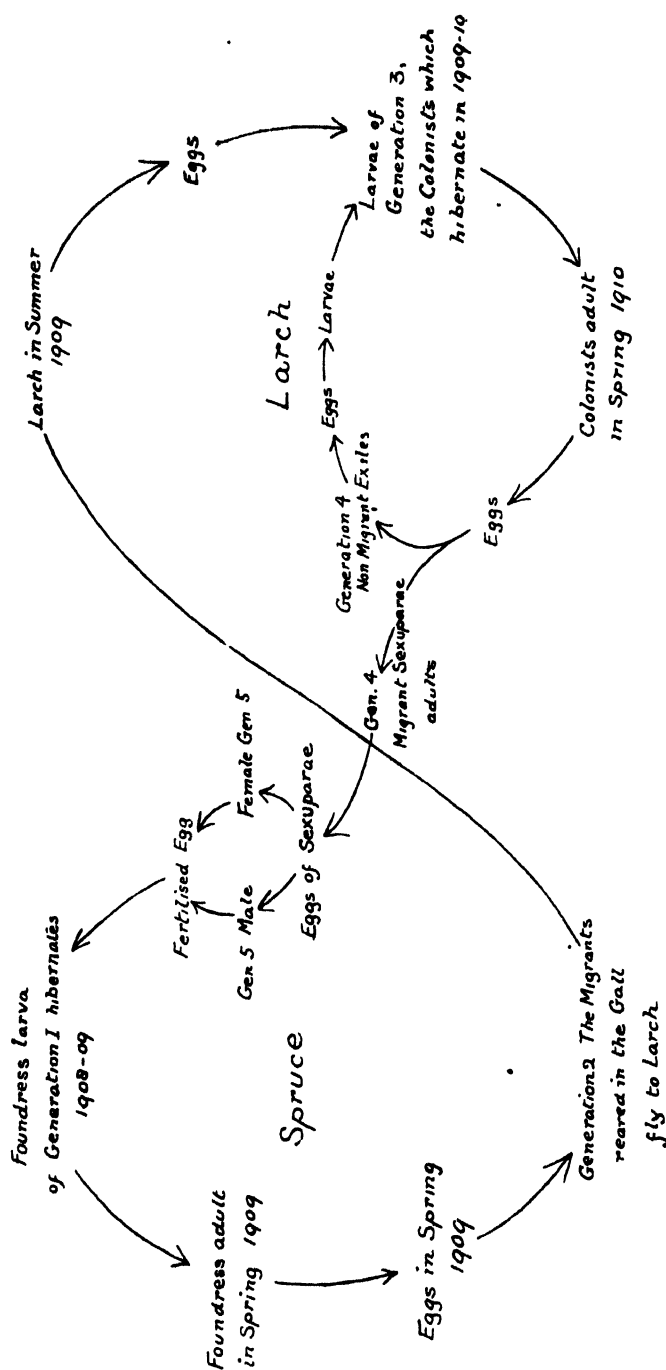 Foundress larva
of Generation I hibernates
1908-09
Foundress adult
in Spring 1909
Eggs in Spring
1909
Generation 2 The Migrants
reared in the Gall
fly to Larch
Spruce
Fertilised Egg
Gen 5 Male
Female Gen 5
Eggs of Sexuparae
Gen. 4
Migrant Sexuparae
adults
Larch in Summer
1909
Eggs
Larvae of
Generation 3,
the Colonists which
hibernate in 1909-10
Colonists adult
in Spring 1910
Eggs
Generation 4
Non Migrant Exiles
Eggs
Larvae
Larch